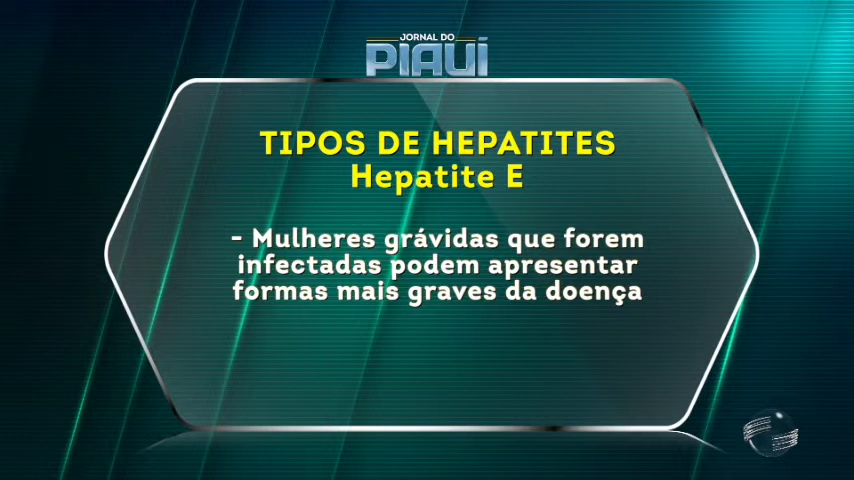 JORNAL DO
PIAUÍ
TIPOS DE HEPATITES
Hepatite E
- Mulheres grávidas que forem
infectadas podem apresentar
formas mais graves da doença